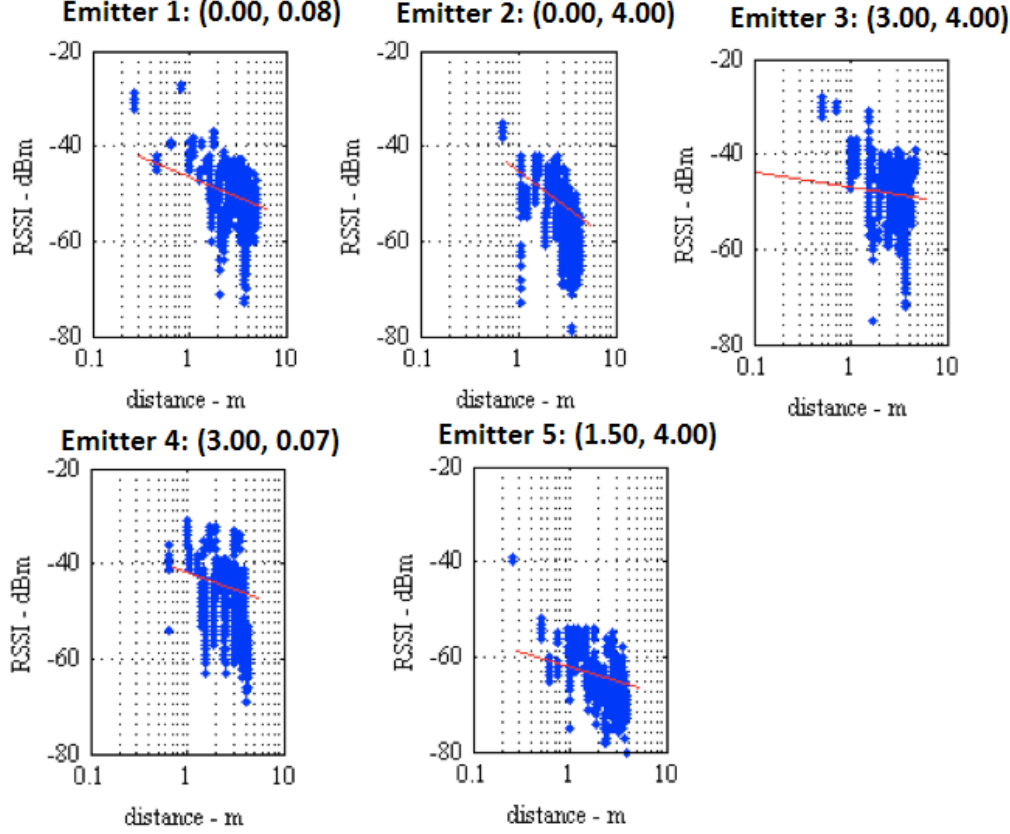 Emitter 1: (0.00, 0.08)
-20
-40
-60
-80
RSSI - dBm
0.1 1 10
distance - m
Emitter 2: (0.00, 4.00)
-20
-40
-60
-80
RSSI - dBm
0.1 1 10
distance - m
Emitter 3: (3.00, 4.00)
-20
-40
-60
-80
RSSI - dBm
0.1 1 10
distance - m
Emitter 4: (3.00, 0.07)
-20
-40
-60
-80
RSSI - dBm
0.1 1 10
distance - m
Emitter 5: (1.50, 4.00)
-20
-40
-60
-80
RSSI - dBm
0.1 1 10
distance - m